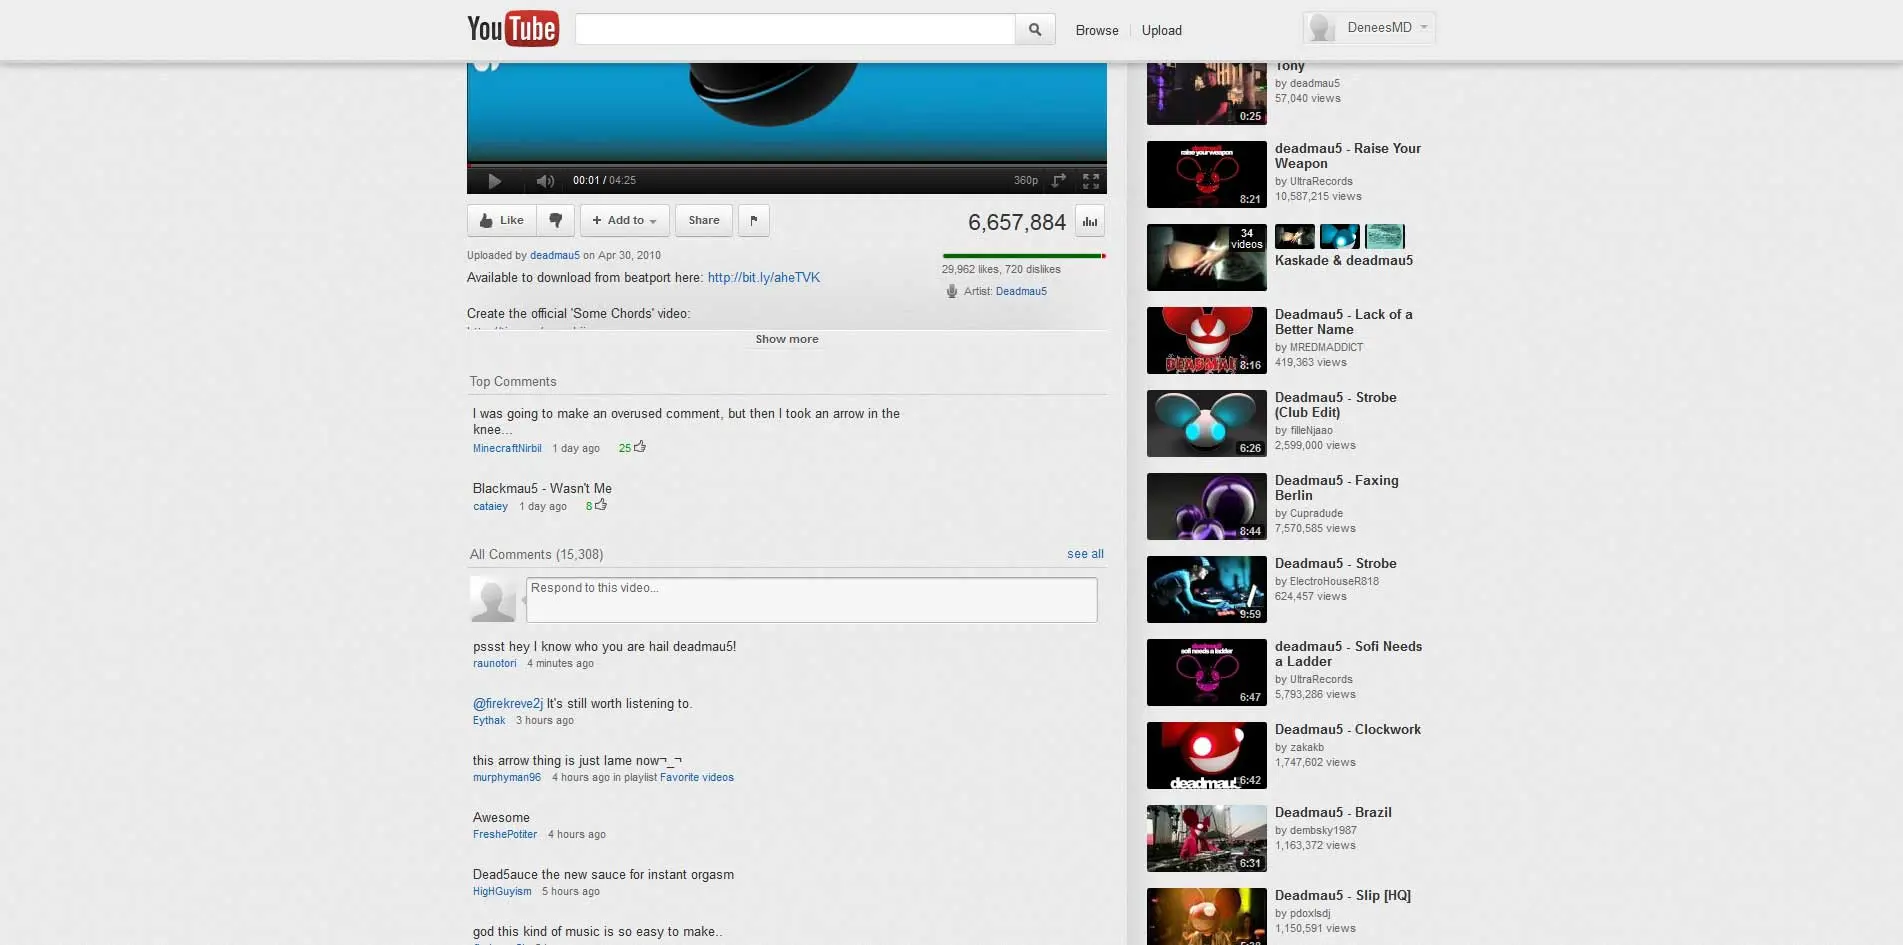 YouTube
Browse
Upload
DeneesMD
00:01 / 04:25
360p
Like
+ Add to
Share
6,657,884
Uploaded by deadmau5 on Apr 30, 2010
29,962 likes, 720 dislikes
Available to download from beatport here: http://bit.ly/aheTVK
Artist: Deadmau5
Create the official 'Some Chords' video:
Show more
Top Comments
I was going to make an overused comment, but then I took an arrow in the
knee...
MinecraftNirbil 1 day ago 25
Blackmau5 - Wasn't Me
cataiey 1 day ago 8
All Comments (15,308)
see all
Respond to this video...
pssst hey I know who you are hail deadmau5!
raunotori 4 minutes ago
@firekreve2j It's still worth listening to.
Eythak 3 hours ago
this arrow thing is just lame now¬_¬
murphyman96 4 hours ago in playlist Favorite videos
Awesome
FreshePotiter 4 hours ago
Dead5auce the new sauce for instant orgasm
HigHGuyism 5 hours ago
god this kind of music is so easy to make..
Tony
by deadmau5
57,040 views
0:25
deadmau5 - Raise Your
Weapon
by UltraRecords
10,587,215 views
deadmau5
raise your weapon
8:21
34
videos
Kaskade & deadmau5
Deadmau5 - Lack of a
Better Name
by MREDMADDICT
419,363 views
8:16
Deadmau5 - Strobe
(Club Edit)
by filleNjaao
2,599,000 views
6:26
Deadmau5 - Faxing
Berlin
by Cupradude
7,570,585 views
8:44
Deadmau5 - Strobe
by ElectroHouseR818
624,457 views
9:59
deadmau5 - Sofi Needs
a Ladder
by UltraRecords
5,793,286 views
deadmau5
sofi needs a ladder
6:47
Deadmau5 - Clockwork
by zakakb
1,747,602 views
deadmau5
6:42
Deadmau5 - Brazil
by dembsky1987
1,163,372 views
6:31
Deadmau5 - Slip [HQ]
by pdoxlsdj
1,150,591 views